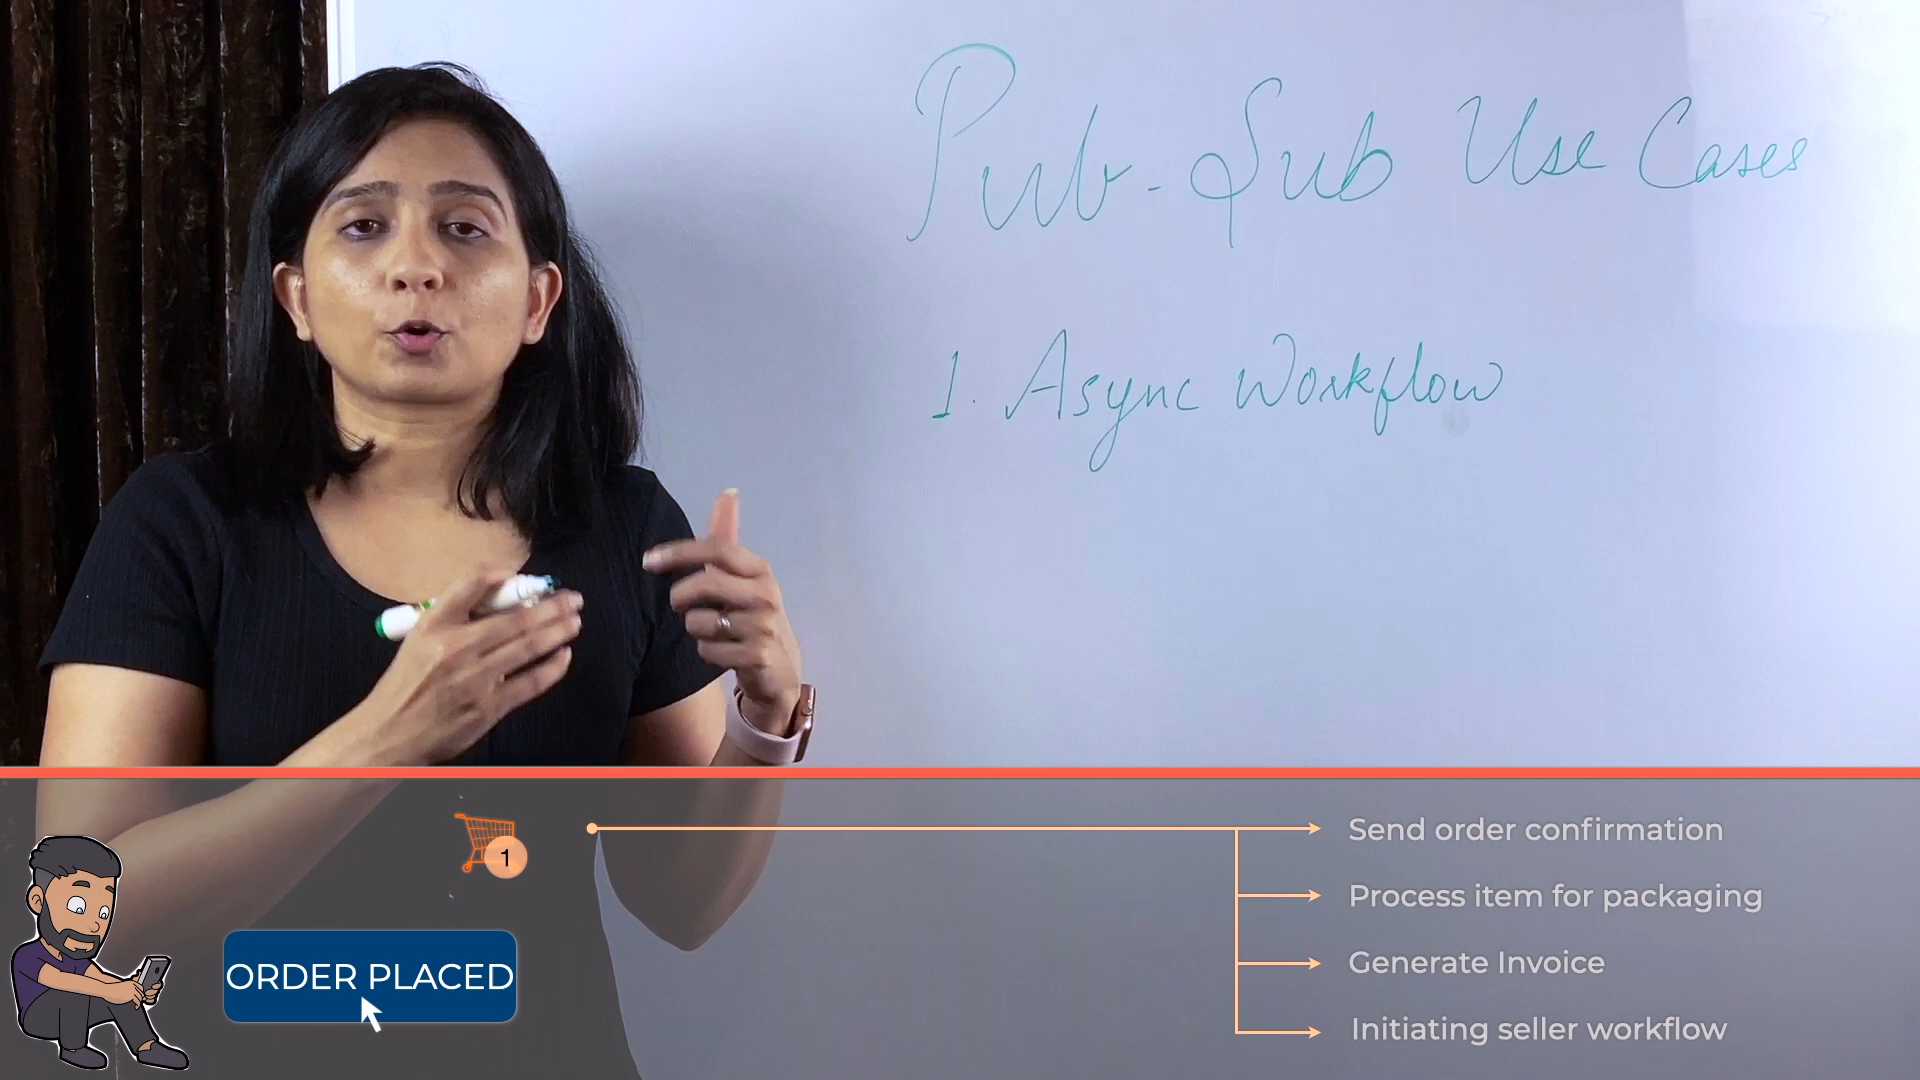 Pub-Sub Use Cases
1. Async Workflow
1
ORDER PLACED
Send order confirmation
Process item for packaging
Generate Invoice
Initiating seller workflow